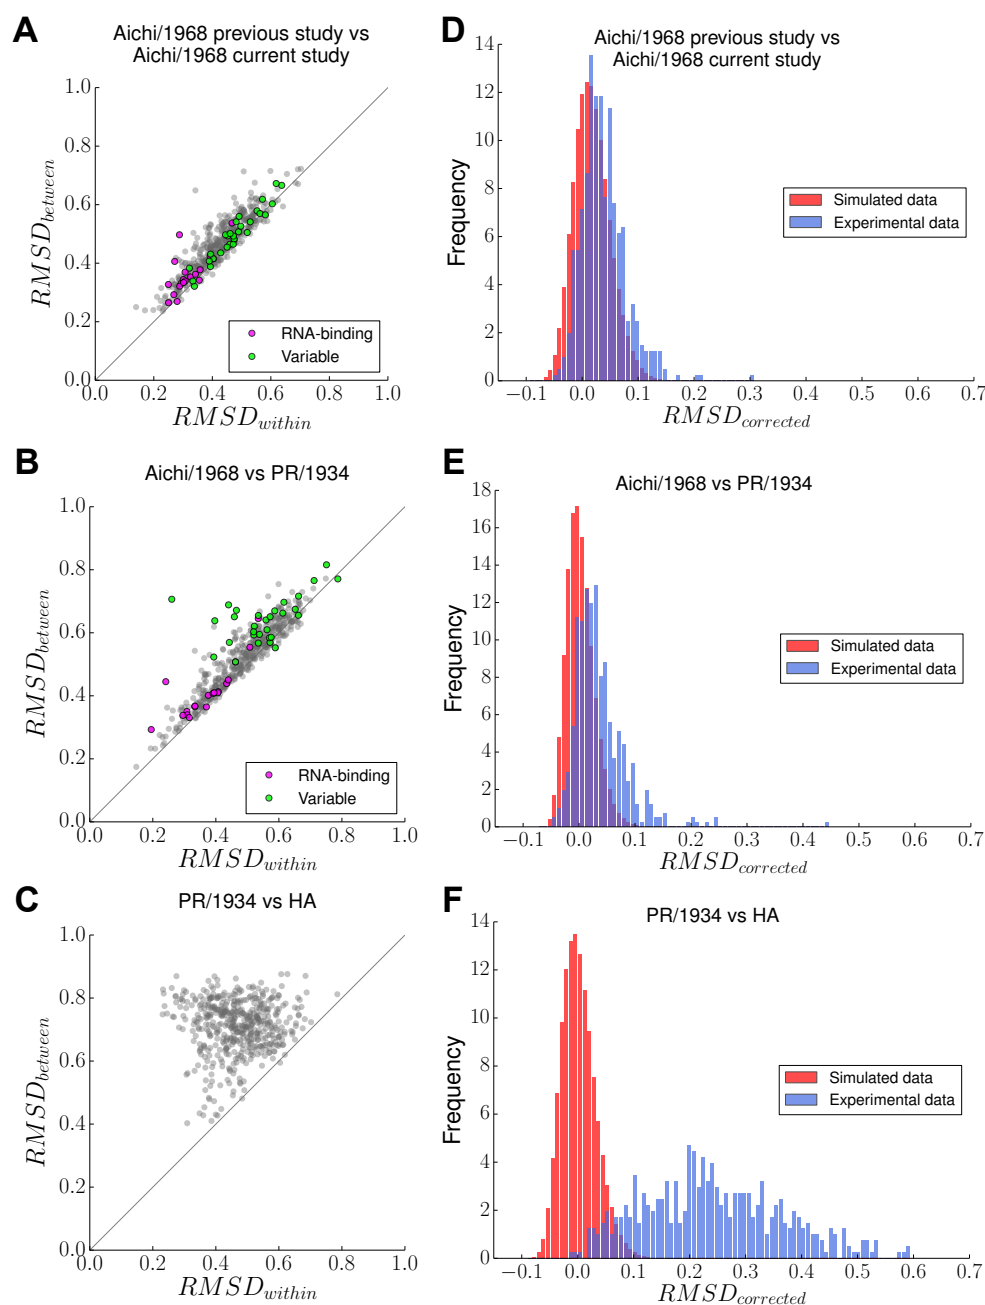 A
Aichi/1968 previous study vs
Aichi/1968 current study
1.0
0.8
0.6
0.4
0.2
0.0
0.0 0.2 0.4 0.6 0.8 1.0
RMSD_between
RMSD_within
RNA-binding
Variable
D
Aichi/1968 previous study vs
Aichi/1968 current study
14
12
10
8
6
4
2
0
−0.1 0.0 0.1 0.2 0.3 0.4 0.5 0.6 0.7
Frequency
RMSD_corrected
Simulated data
Experimental data
B
Aichi/1968 vs PR/1934
1.0
0.8
0.6
0.4
0.2
0.0
0.0 0.2 0.4 0.6 0.8 1.0
RMSD_between
RMSD_within
RNA-binding
Variable
E
Aichi/1968 vs PR/1934
18
16
14
12
10
8
6
4
2
0
−0.1 0.0 0.1 0.2 0.3 0.4 0.5 0.6 0.7
Frequency
RMSD_corrected
Simulated data
Experimental data
C
PR/1934 vs HA
1.0
0.8
0.6
0.4
0.2
0.0
0.0 0.2 0.4 0.6 0.8 1.0
RMSD_between
RMSD_within
F
PR/1934 vs HA
14
12
10
8
6
4
2
0
−0.1 0.0 0.1 0.2 0.3 0.4 0.5 0.6 0.7
Frequency
RMSD_corrected
Simulated data
Experimental data